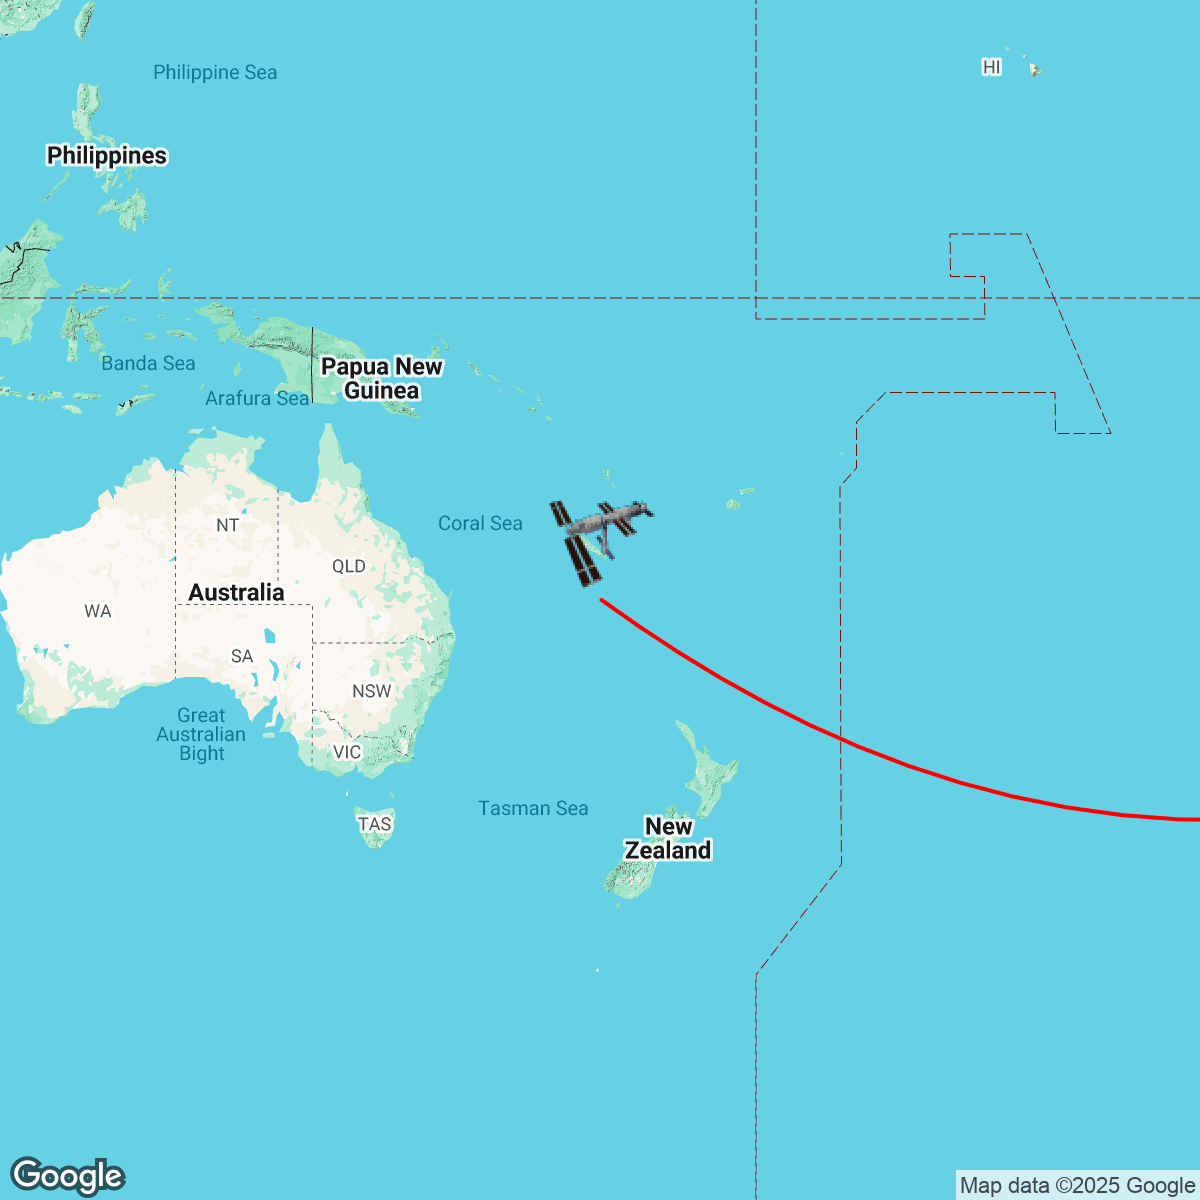 Philippine Sea
HI
Philippines
Banda Sea
Papua New
Guinea
Arafura Sea
Coral Sea
NT
QLD
Australia
WA
SA
NSW
Great
Australian
Bight
VIC
Tasman Sea
TAS
New
Zealand
Google
Map data ©2025 Google